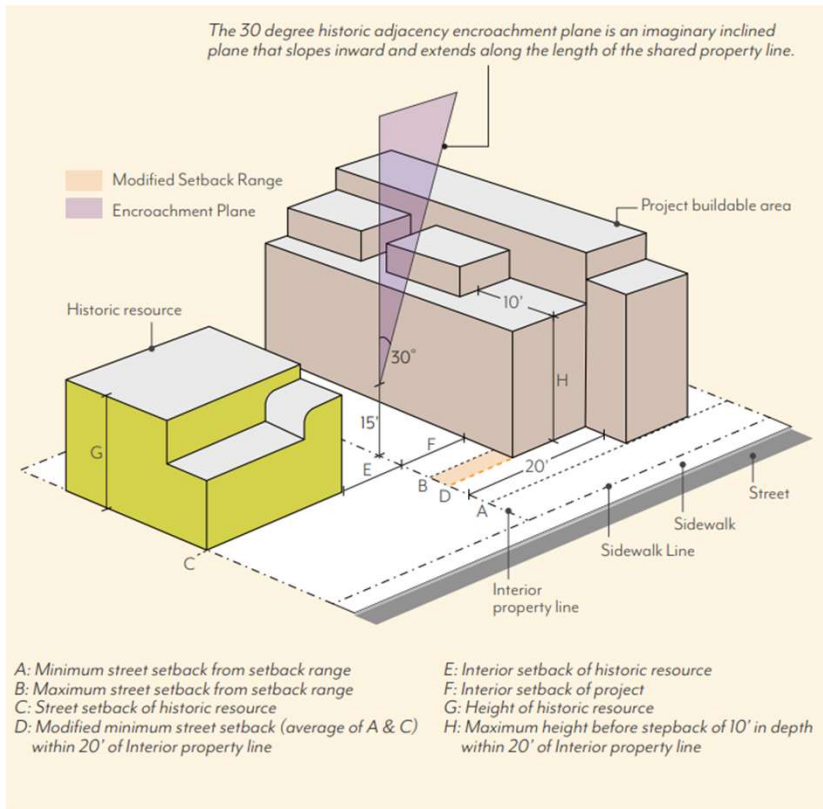 The 30 degree historic adjacency encroachment plane is an imaginary inclined
plane that slopes inward and extends along the length of the shared property line.
Modified Setback Range
Encroachment Plane
Project buildable area
Historic resource
10'
30°
H
15'
G
F
E
20'
B
D
A
Street
Sidewalk
Sidewalk Line
C
Interior
property line
A: Minimum street setback from setback range
B: Maximum street setback from setback range
C: Street setback of historic resource
D: Modified minimum street setback (average of A & C)
within 20' of Interior property line
E: Interior setback of historic resource
F: Interior setback of project
G: Height of historic resource
H: Maximum height before stepback of 10' in depth
within 20' of Interior property line